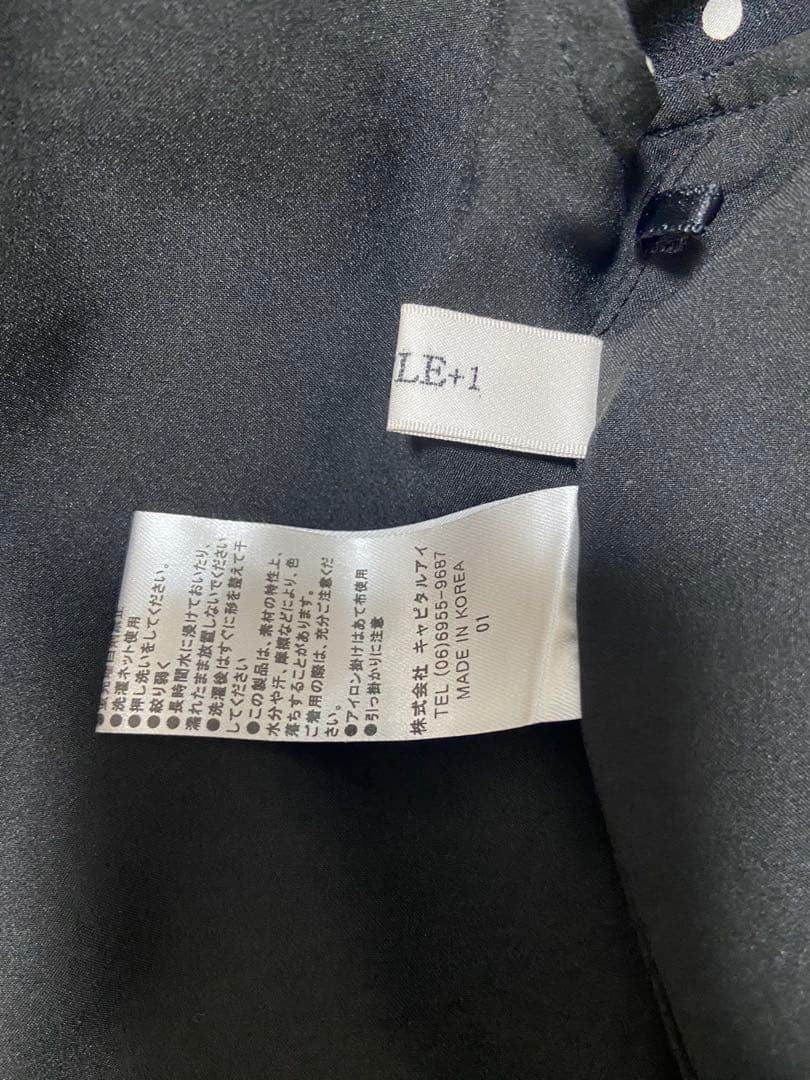 LE+1
●洗濯ネット使用
●押し洗いをしてください。
●絞り弱く
●長時間水に浸けておいたり、
濡れたまま放置しないでください
●洗濯後はすぐに形を整えて干
してください
●この製品は、素材の特性上、
水分や汗、摩擦などにより、色
落ちすることがあります。
ご着用の際は、充分ご注意くだ
さい。
●アイロン掛けはあて布使用
●引っ掛かりに注意
株式会社 キャピタルアイ
TEL (06)6955-9687
MADE IN KOREA
01